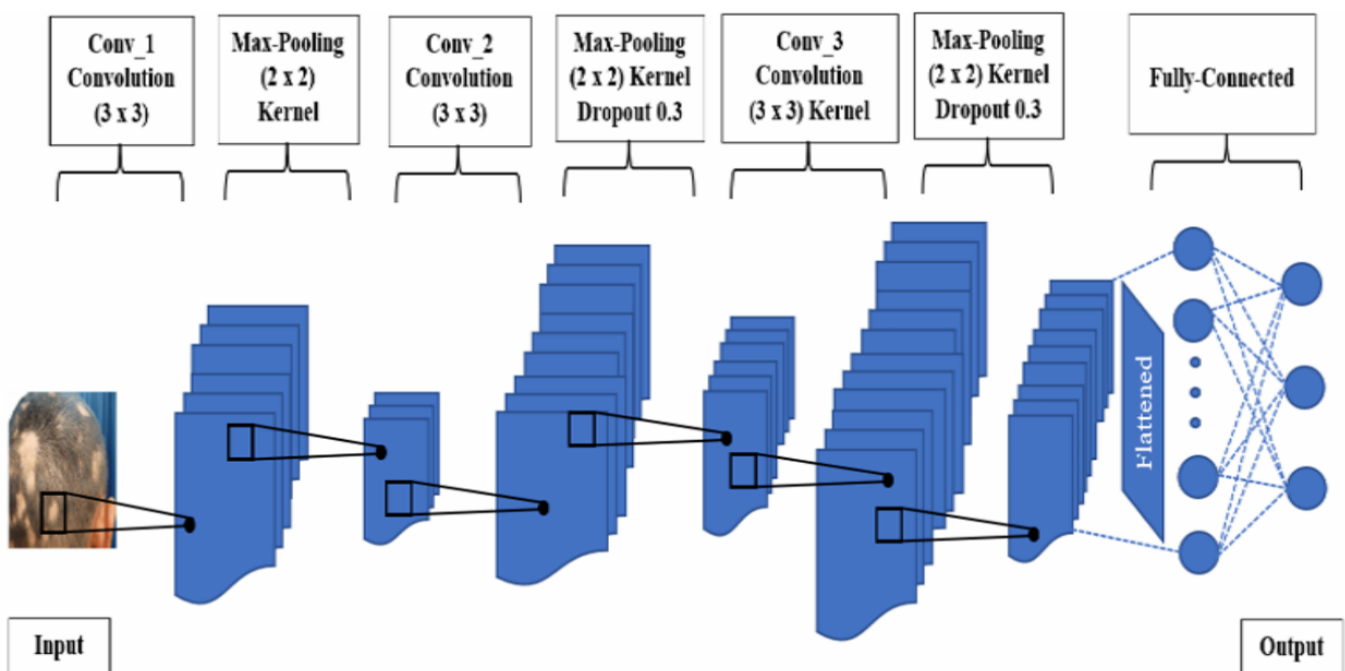 Conv_1
Convolution
(3 x 3)
Max-Pooling
(2 x 2)
Kernel
Conv_2
Convolution
(3 x 3)
Max-Pooling
(2 x 2) Kernel
Dropout 0.3
Conv_3
Convolution
(3 x 3) Kernel
Max-Pooling
(2 x 2) Kernel
Dropout 0.3
Fully-Connected
Flattened
Input
Output